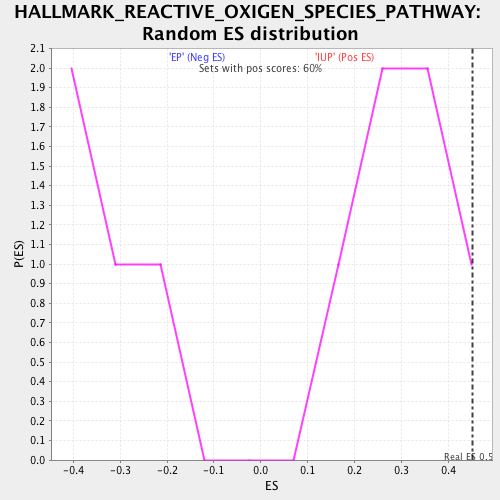 HALLMARK_REACTIVE_OXIGEN_SPECIES_PATHWAY:
Random ES distribution
'EP' (Neg ES) 'IUP' (Pos ES)
Sets with pos scores: 60%
P(ES)
2.1
2.0
1.9
1.8
1.7
1.6
1.5
1.4
1.3
1.2
1.1
1.0
0.9
0.8
0.7
0.6
0.5
0.4
0.3
0.2
0.1
0.0
Real ES 0.5
-0.4 -0.3 -0.2 -0.1 0.0 0.1 0.2 0.3 0.4
ES